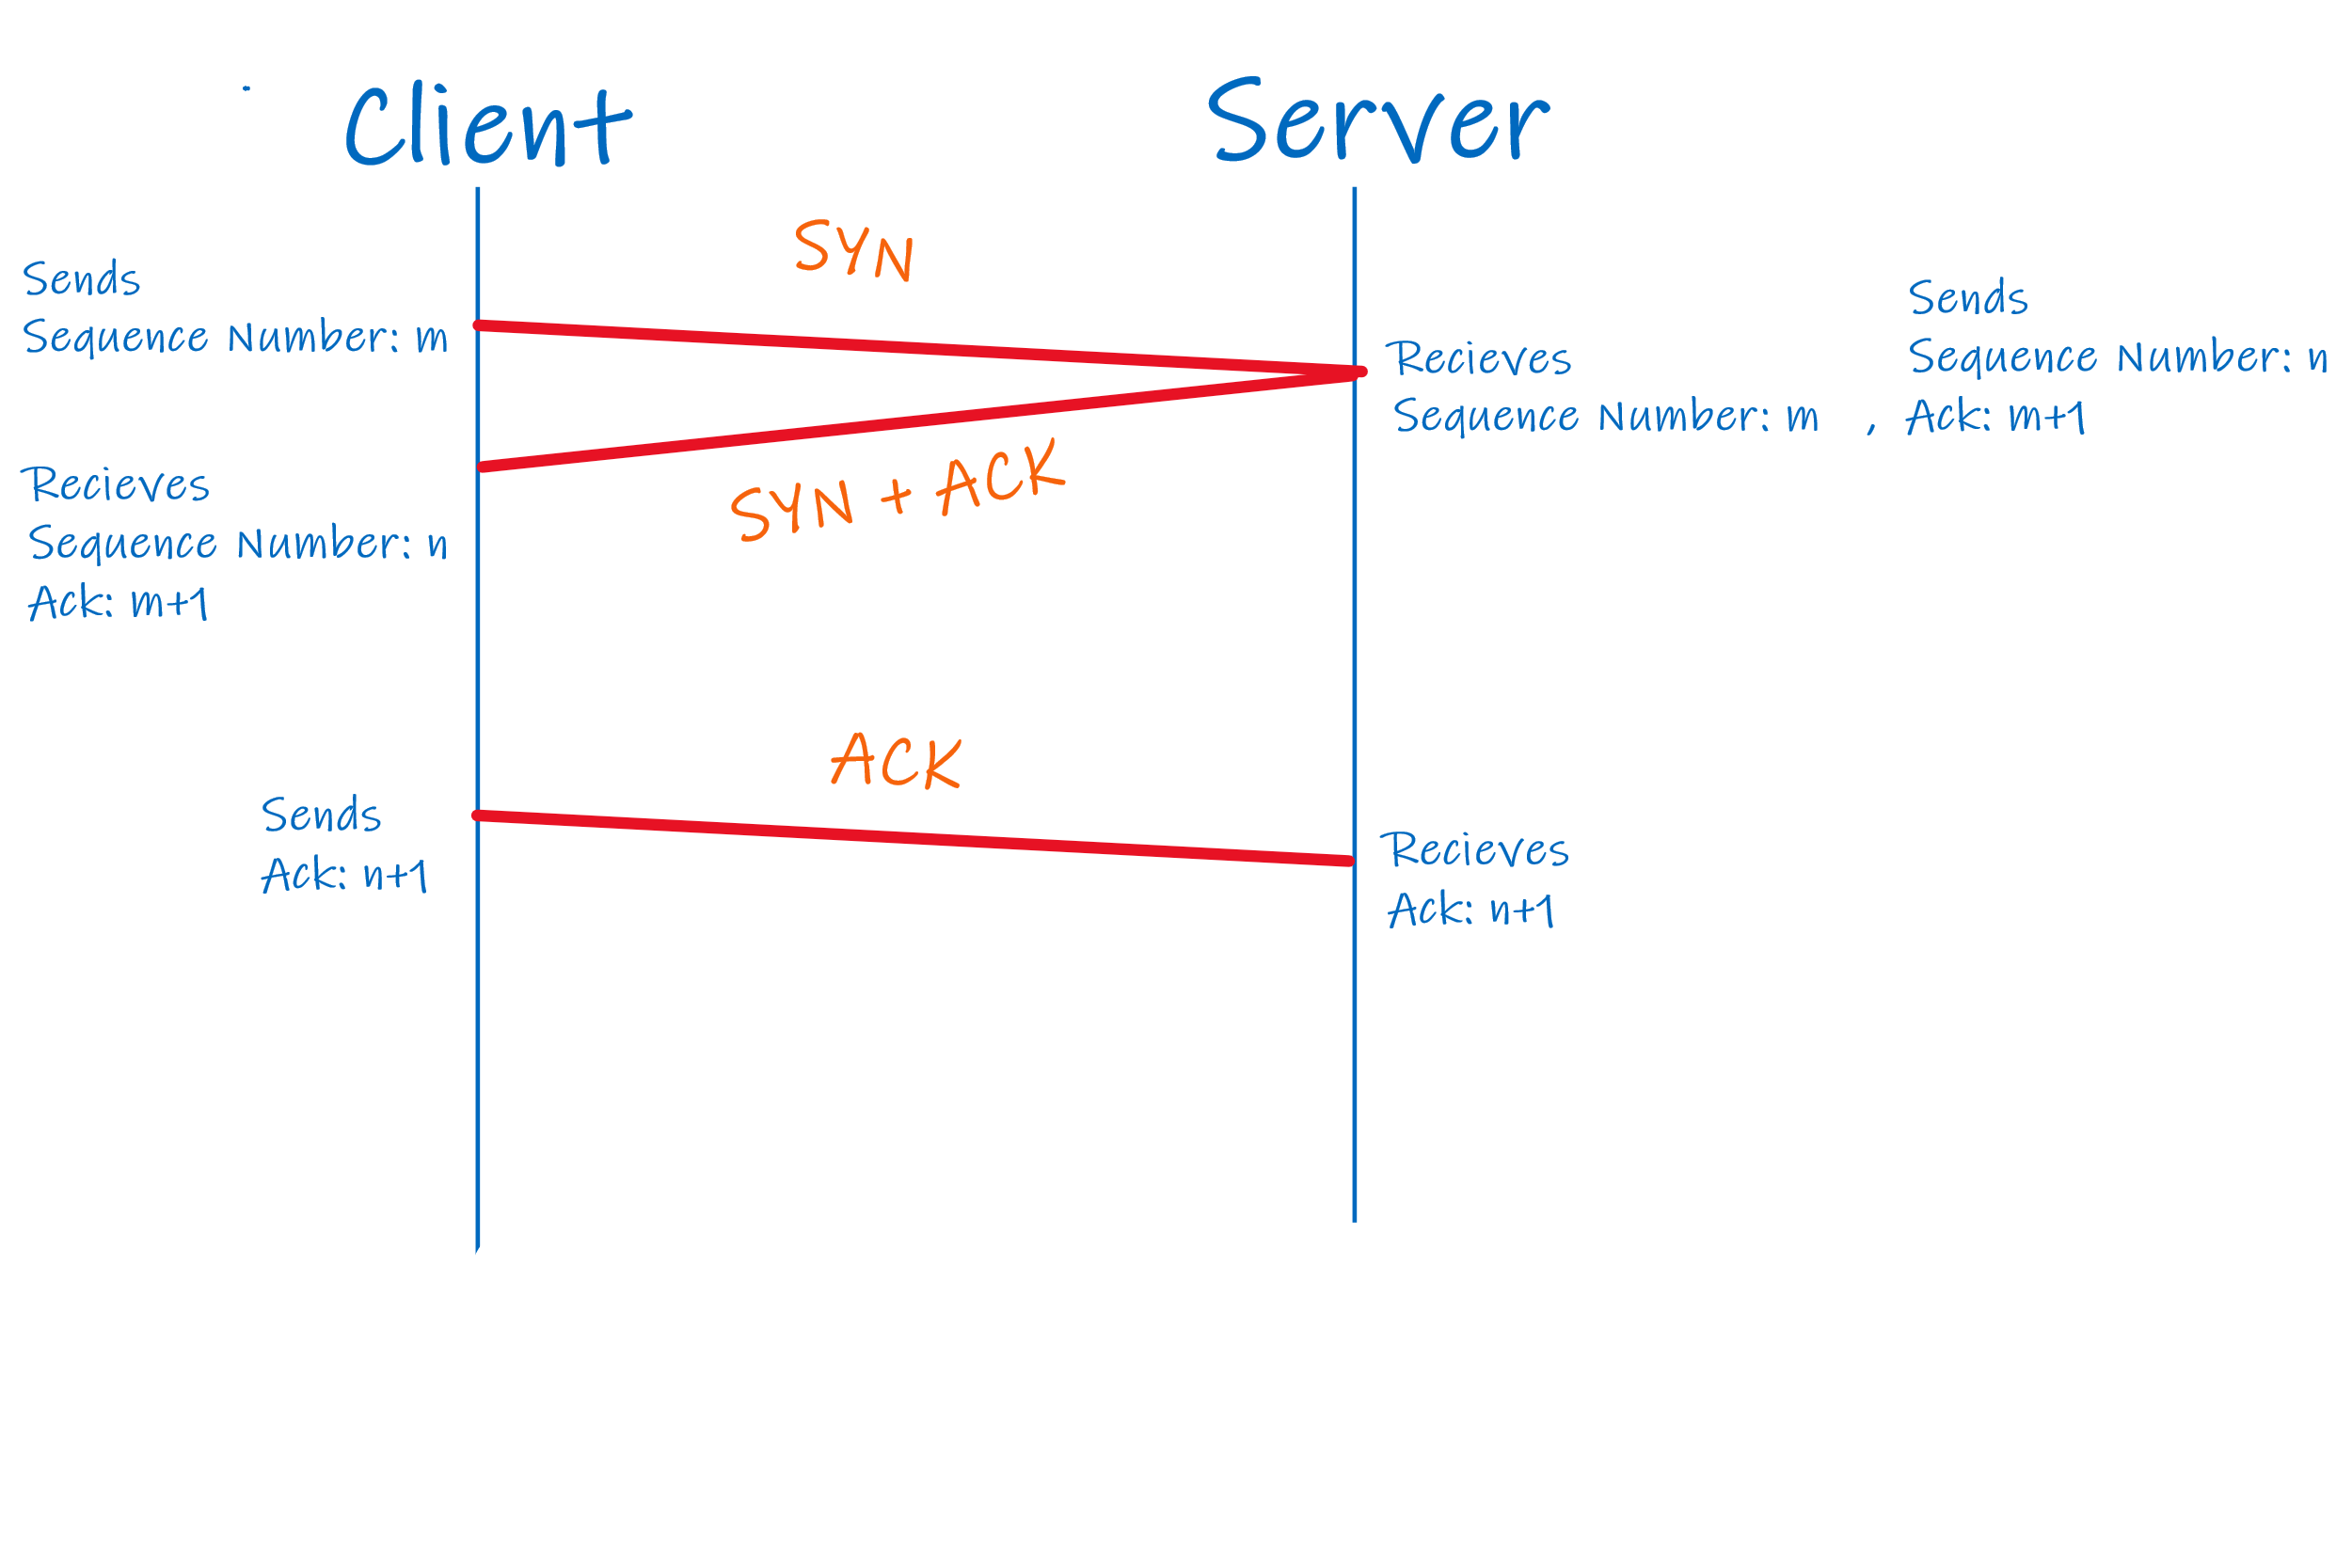 Client
Server
SYN
Sends
Sequence Number: m
Recieves
Sequence Number: m
, Sends
Sequence Number: n
Ack: m+1
SYN + ACK
Recieves
Sequence Number: n
Ack: m+1
ACK
Sends
Ack: n+1
Recieves
Ack: n+1